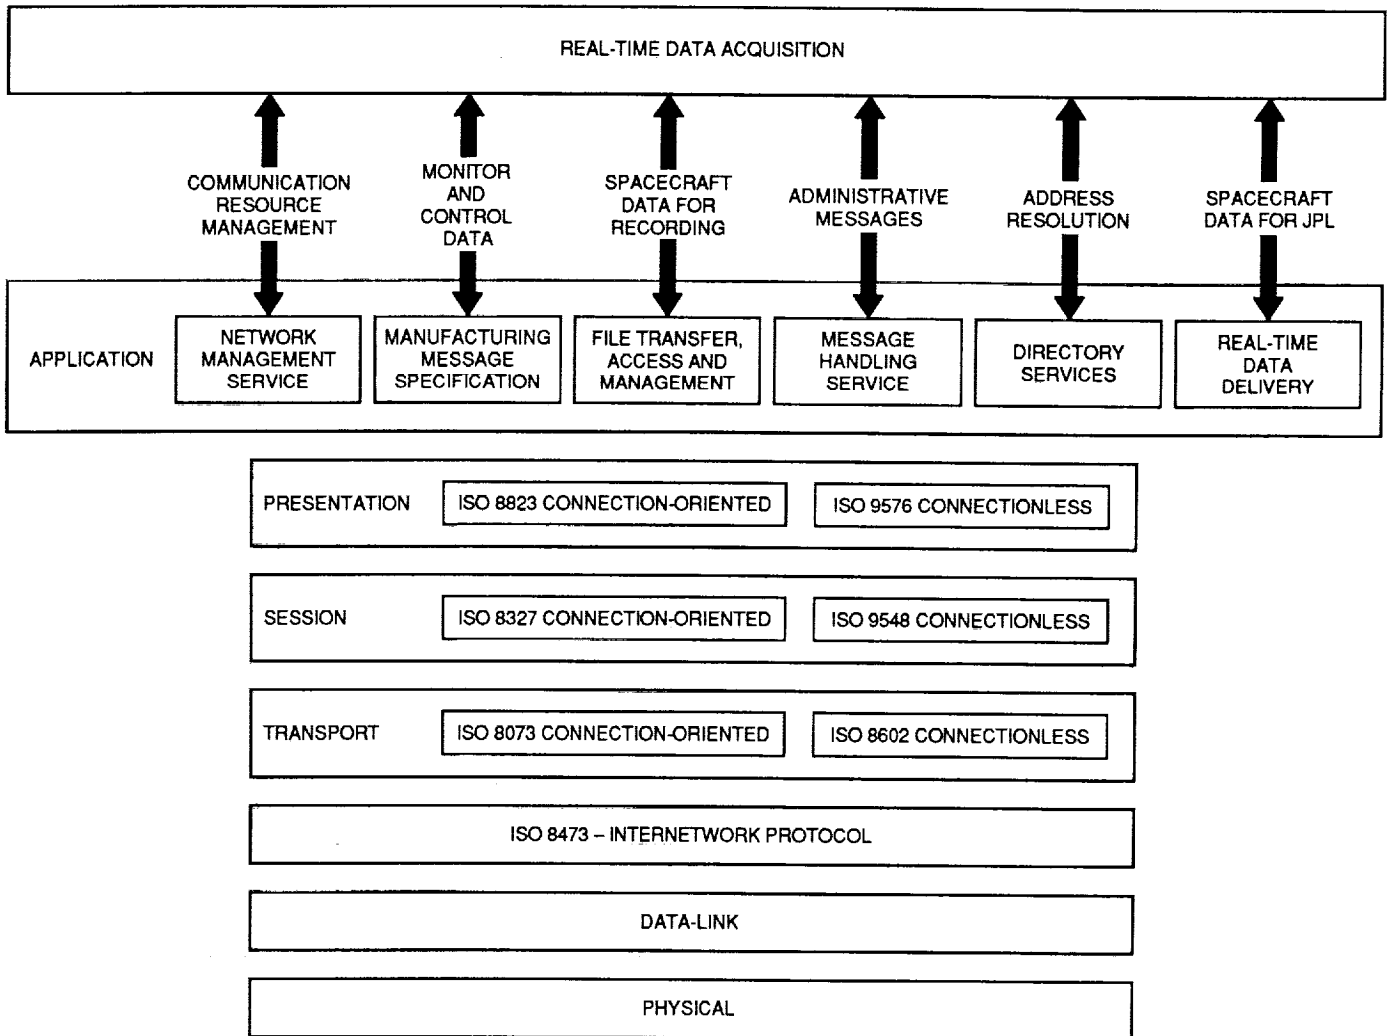 REAL-TIME DATA ACQUISITION
COMMUNICATION
RESOURCE
MANAGEMENT
MONITOR
AND
CONTROL
DATA
SPACECRAFT
DATA FOR
RECORDING
ADMINISTRATIVE
MESSAGES
ADDRESS
RESOLUTION
SPACECRAFT
DATA FOR JPL
APPLICATION
NETWORK
MANAGEMENT
SERVICE
MANUFACTURING
MESSAGE
SPECIFICATION
FILE TRANSFER,
ACCESS AND
MANAGEMENT
MESSAGE
HANDLING
SERVICE
DIRECTORY
SERVICES
REAL-TIME
DATA
DELIVERY
PRESENTATION
ISO 8823 CONNECTION-ORIENTED
ISO 9576 CONNECTIONLESS
SESSION
ISO 8327 CONNECTION-ORIENTED
ISO 9548 CONNECTIONLESS
TRANSPORT
ISO 8073 CONNECTION-ORIENTED
ISO 8602 CONNECTIONLESS
ISO 8473 – INTERNETWORK PROTOCOL
DATA-LINK
PHYSICAL